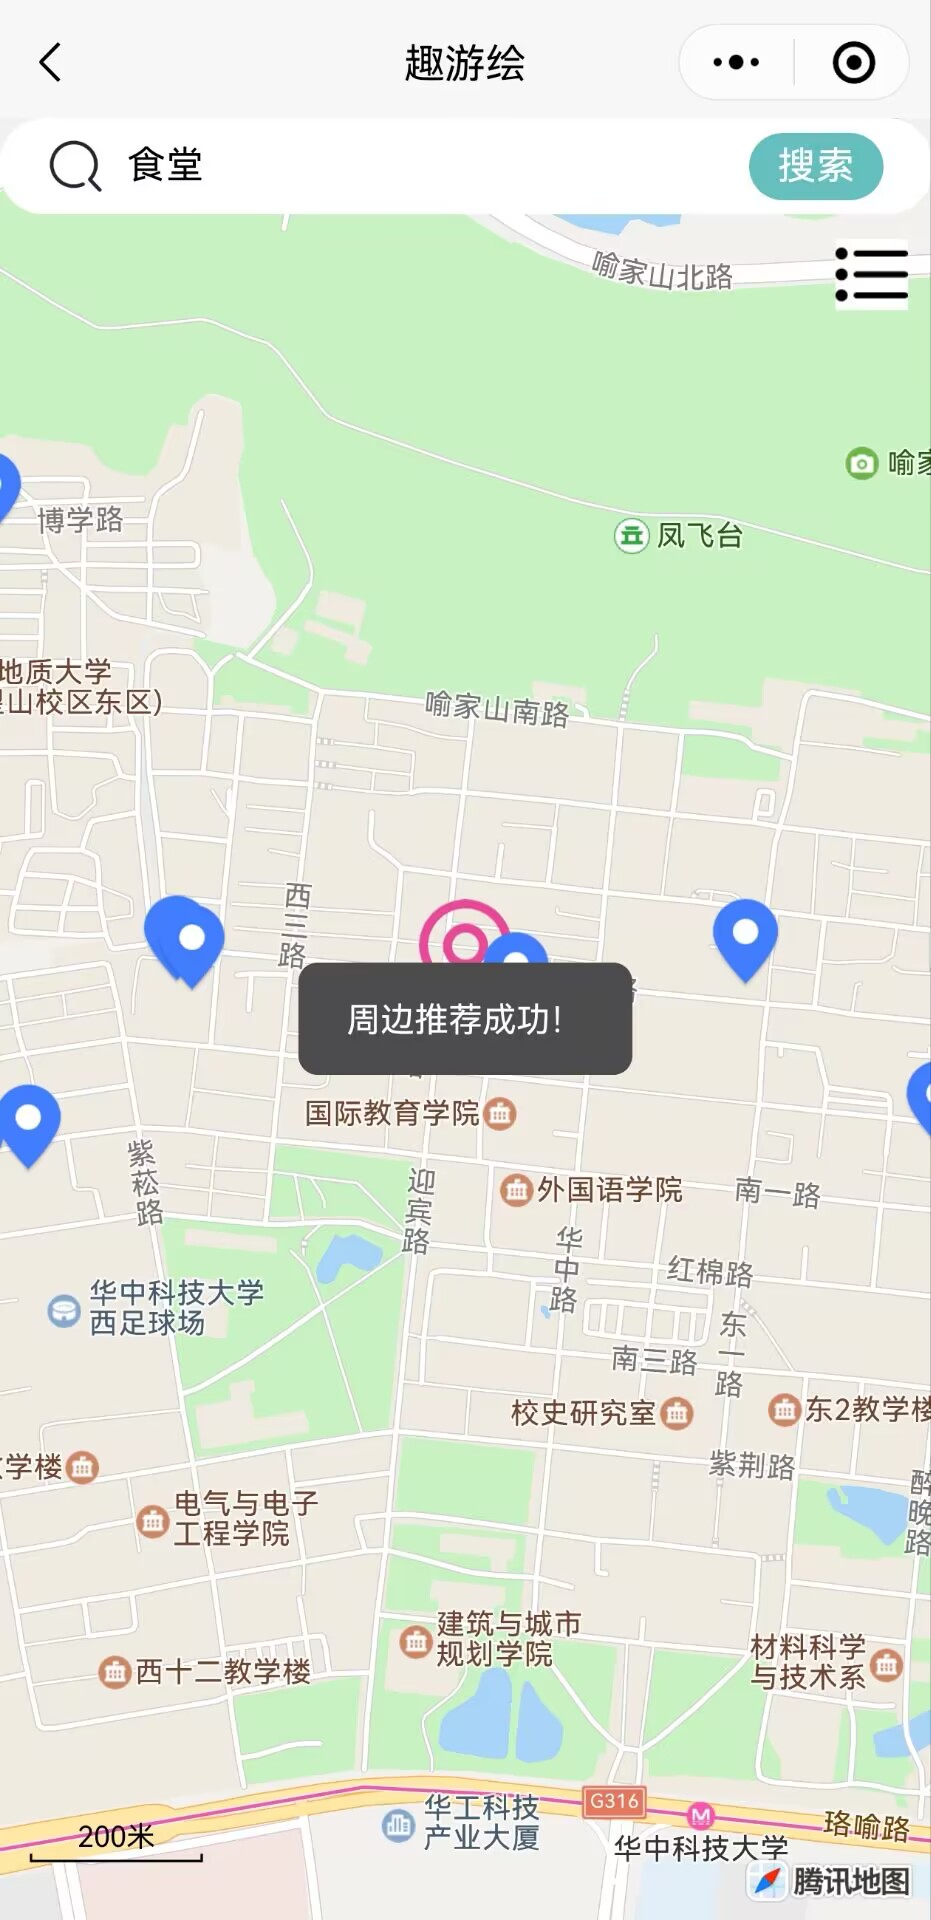 趣游绘
食堂
搜索
喻家山北路
喻家
凤飞台
博学路
地质大学
山校区东区)
喻家山南路
西三路
周边推荐成功!
国际教育学院
外国语学院
南一路
紫菘路
迎宾路
华中路
红棉路
华中科技大学
西足球场
东一路
南三路
校史研究室
东2教学楼
学楼
紫荆路
醉晚路
电气与电子
工程学院
建筑与城市
规划学院
材料科学
与技术系
西十二教学楼
G316
华工科技
产业大厦
珞喻路
200米
华中科技大学
腾讯地图